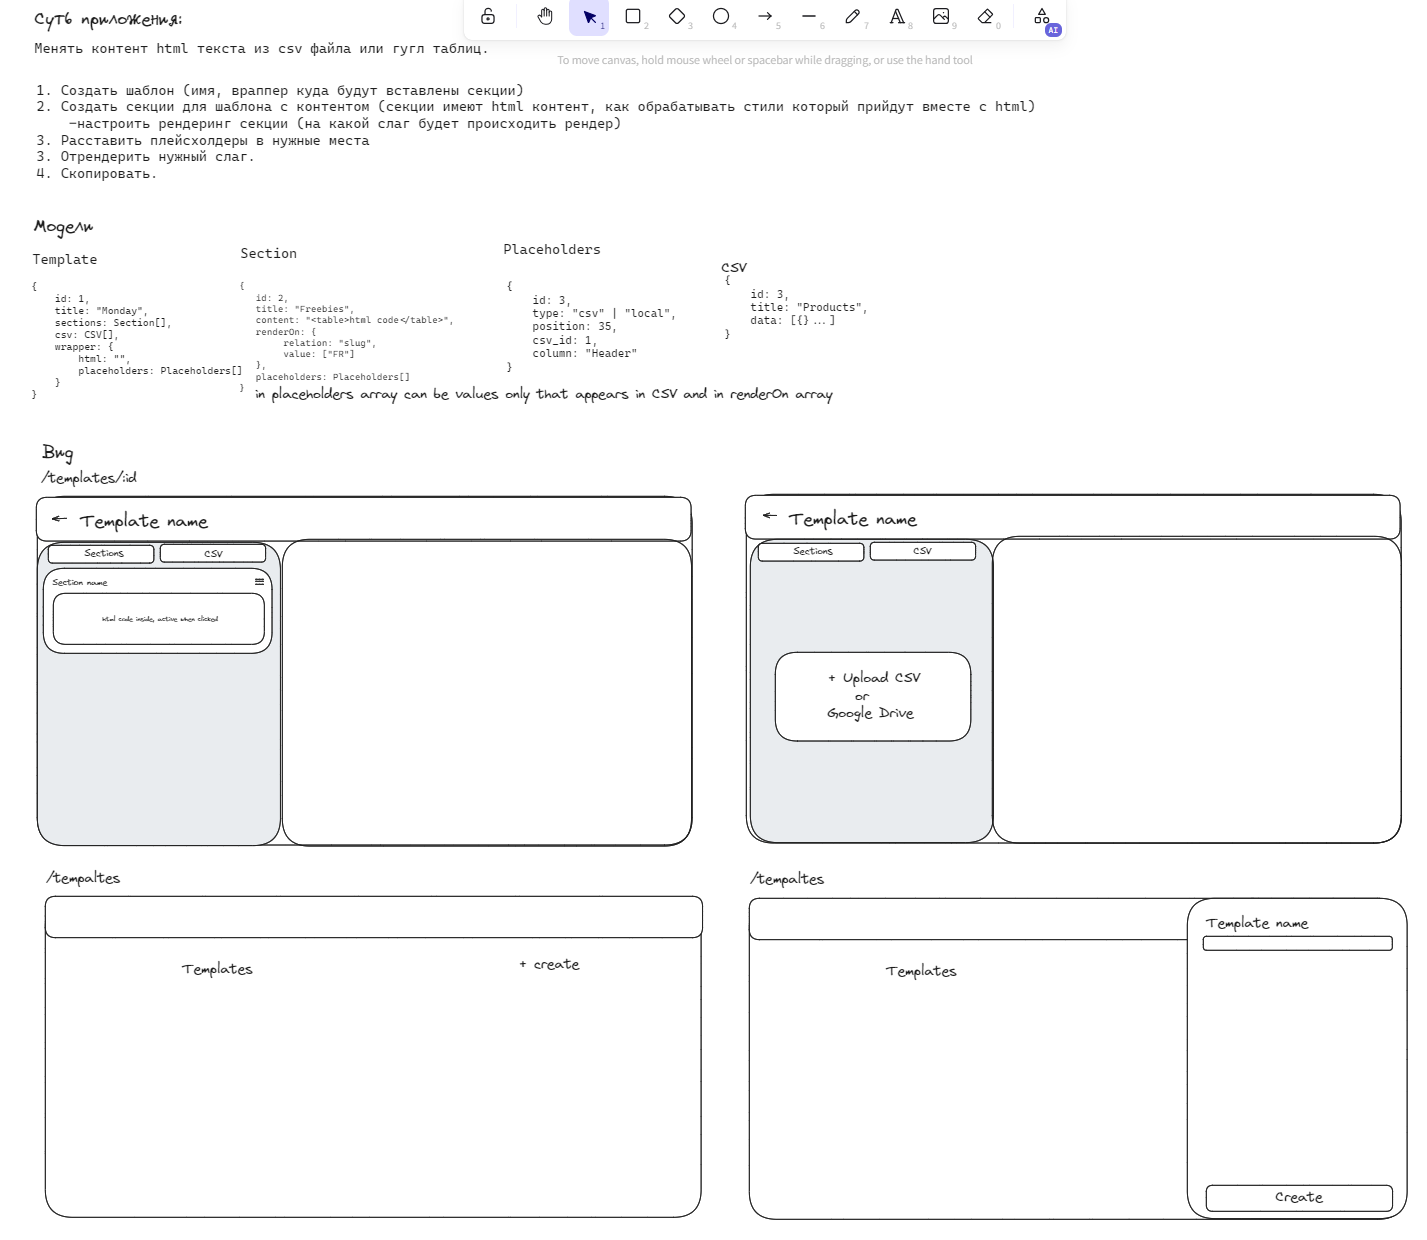 Суть приложения:
1
2
3
4
5
6
7
8
9
0
AI
Менять контент html текста из csv файла или гугл таблиц.
To move canvas, hold mouse wheel or spacebar while dragging, or use the hand tool
1. Создать шаблон (имя, враппер куда будут вставлены секции)
2. Создать секции для шаблона с контентом (секции имеют html контент, как обрабатывать стили который прийдут вместе с html)
-настроить рендеринг секции (на какой слаг будет происходить рендер)
3. Расставить плейсхолдеры в нужные места
3. Отрендерить нужный слаг.
4. Скопировать.
Модели
Template
{
id: 1,
title: "Monday",
sections: Section[],
csv: CSV[],
wrapper: {
html: "",
placeholders: Placeholders[]
}
}
Section
{
id: 2,
title: "Freebies",
content: "<table>html code</table>",
renderOn: {
relation: "slug",
value: ["FR"]
},
placeholders: Placeholders[]
}
Placeholders
{
id: 3,
type: "csv" | "local",
position: 35,
csv_id: 1,
column: "Header"
}
CSV
{
id: 3,
title: "Products",
data: [{}...]
}
in placeholders array can be values only that appears in CSV and in renderOn array
Вид
/templates/:id
← Template name
Sections
CSV
Section name
Html code inside, active when clicked
← Template name
Sections
CSV
+ Upload CSV
or
Google Drive
/tempaltes
Templates
+ create
/tempaltes
Templates
Template name
Create